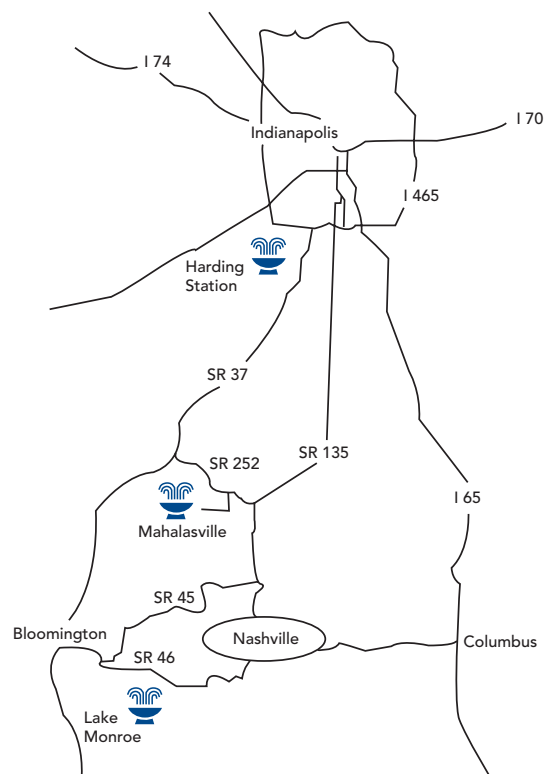 I 74
I 70
Indianapolis
I 465
Harding
Station
SR 37
SR 135
SR 252
I 65
Mahalasville
SR 45
Bloomington
Nashville
Columbus
SR 46
Lake
Monroe